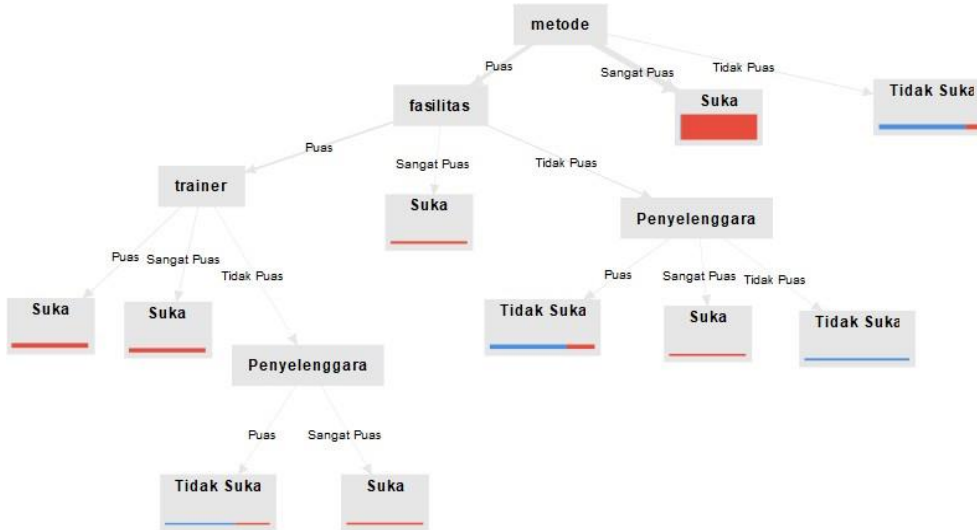 metode
Puas
Sangat Puas
Tidak Puas
fasilitas
Suka
Tidak Suka
Puas
Sangat Puas
Tidak Puas
trainer
Suka
Penyelenggara
Puas
Sangat Puas
Tidak Puas
Puas
Sangat Puas
Tidak Puas
Suka
Suka
Tidak Suka
Suka
Tidak Suka
Penyelenggara
Puas
Sangat Puas
Tidak Suka
Suka